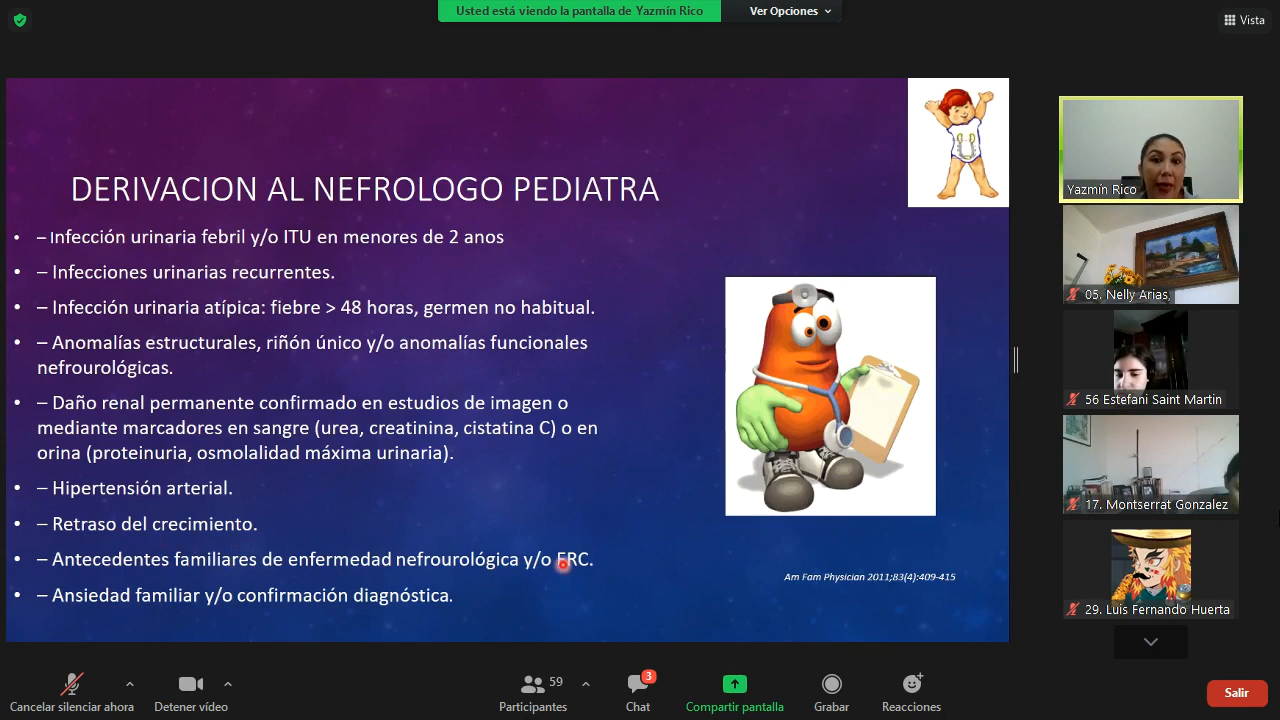 Usted está viendo la pantalla de Yazmín Rico
Ver Opciones
Vista
DERIVACION AL NEFROLOGO PEDIATRA
• – Infección urinaria febril y/o ITU en menores de 2 anos
• – Infecciones urinarias recurrentes.
• – Infección urinaria atípica: fiebre > 48 horas, germen no habitual.
• – Anomalías estructurales, riñón único y/o anomalías funcionales
nefrourológicas.
• – Daño renal permanente confirmado en estudios de imagen o
mediante marcadores en sangre (urea, creatinina, cistatina C) o en
orina (proteinuria, osmolalidad máxima urinaria).
• – Hipertensión arterial.
• – Retraso del crecimiento.
• – Antecedentes familiares de enfermedad nefrourológica y/o ERC.
• – Ansiedad familiar y/o confirmación diagnóstica.
Am Fam Physician 2011;83(4):409-415
Yazmín Rico
05. Nelly Arias,
56 Estefani Saint Martin
17. Montserrat Gonzalez
29. Luis Fernando Huerta
Cancelar silenciar ahora
Detener vídeo
59
Participantes
3
Chat
Compartir pantalla
Grabar
Reacciones
Salir